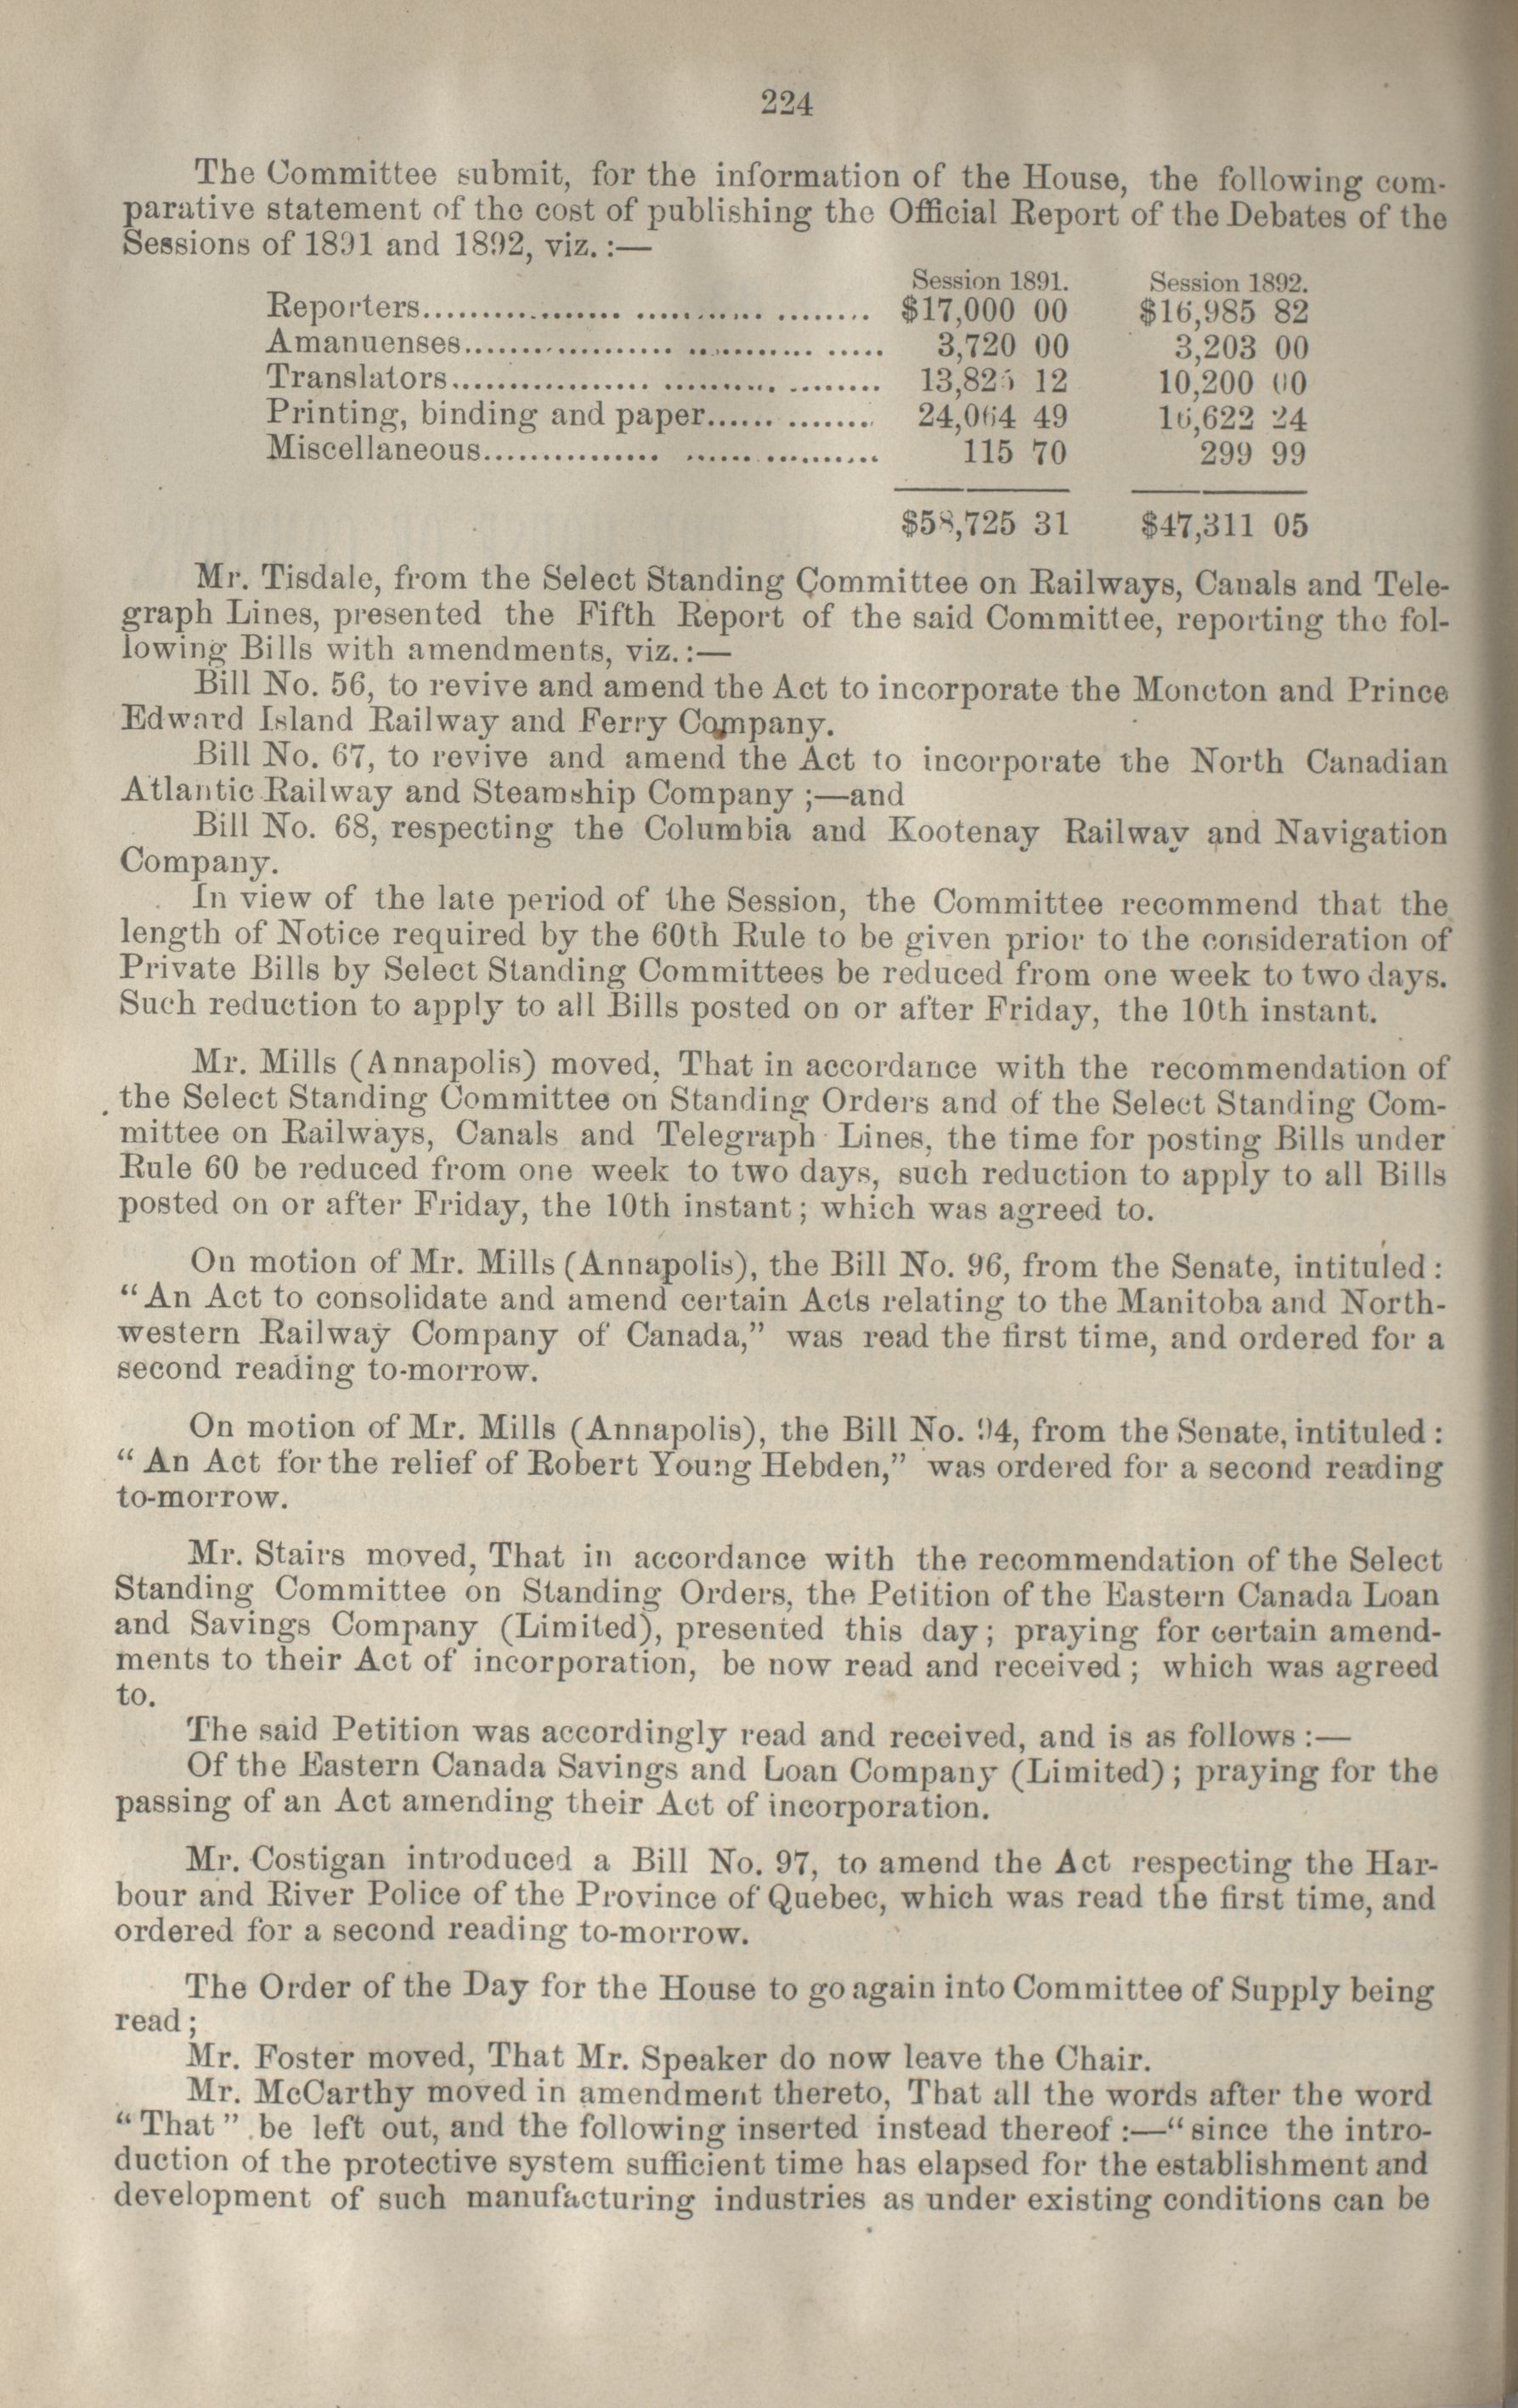 224
The Committee submit, for the information of the House, the following com-
parative statement of the cost of publishing the Official Report of the Debates of the
Sessions of 1891 and 1892, viz. :—
Session 1891. Session 1892.
Reporters........................................ $17,000 00 $16,985 82
Amanuenses........................................ 3,720 00 3,203 00
Translators........................................ 13,825 12 10,200 00
Printing, binding and paper.............. 24,064 49 16,622 24
Miscellaneous.................................... 115 70 299 99
$58,725 31 $47,311 05
Mr. Tisdale, from the Select Standing Committee on Railways, Canals and Tele-
graph Lines, presented the Fifth Report of the said Committee, reporting the fol-
lowing Bills with amendments, viz. :—
Bill No. 56, to revive and amend the Act to incorporate the Moncton and Prince
Edward Island Railway and Ferry Company.
Bill No. 67, to revive and amend the Act to incorporate the North Canadian
Atlantic Railway and Steamship Company ;—and
Bill No. 68, respecting the Columbia and Kootenay Railway and Navigation
Company.
In view of the late period of the Session, the Committee recommend that the
length of Notice required by the 60th Rule to be given prior to the consideration of
Private Bills by Select Standing Committees be reduced from one week to two days.
Such reduction to apply to all Bills posted on or after Friday, the 10th instant.
Mr. Mills (Annapolis) moved, That in accordance with the recommendation of
the Select Standing Committee on Standing Orders and of the Select Standing Com-
mittee on Railways, Canals and Telegraph Lines, the time for posting Bills under
Rule 60 be reduced from one week to two days, such reduction to apply to all Bills
posted on or after Friday, the 10th instant ; which was agreed to.
On motion of Mr. Mills (Annapolis), the Bill No. 96, from the Senate, intituled :
“An Act to consolidate and amend certain Acts relating to the Manitoba and North-
western Railway Company of Canada,” was read the first time, and ordered for a
second reading to-morrow.
On motion of Mr. Mills (Annapolis), the Bill No. 94, from the Senate, intituled :
“ An Act for the relief of Robert Young Hebden,” was ordered for a second reading
to-morrow.
Mr. Stairs moved, That in accordance with the recommendation of the Select
Standing Committee on Standing Orders, the Petition of the Eastern Canada Loan
and Savings Company (Limited), presented this day ; praying for certain amend-
ments to their Act of incorporation, be now read and received ; which was agreed
to.
The said Petition was accordingly read and received, and is as follows :—
Of the Eastern Canada Savings and Loan Company (Limited) ; praying for the
passing of an Act amending their Act of incorporation.
Mr. Costigan introduced a Bill No. 97, to amend the Act respecting the Har-
bour and River Police of the Province of Quebec, which was read the first time, and
ordered for a second reading to-morrow.
The Order of the Day for the House to go again into Committee of Supply being
read ;
Mr. Foster moved, That Mr. Speaker do now leave the Chair.
Mr. McCarthy moved in amendment thereto, That all the words after the word
“ That ” be left out, and the following inserted instead thereof :—“ since the intro-
duction of the protective system sufficient time has elapsed for the establishment and
development of such manufacturing industries as under existing conditions can be